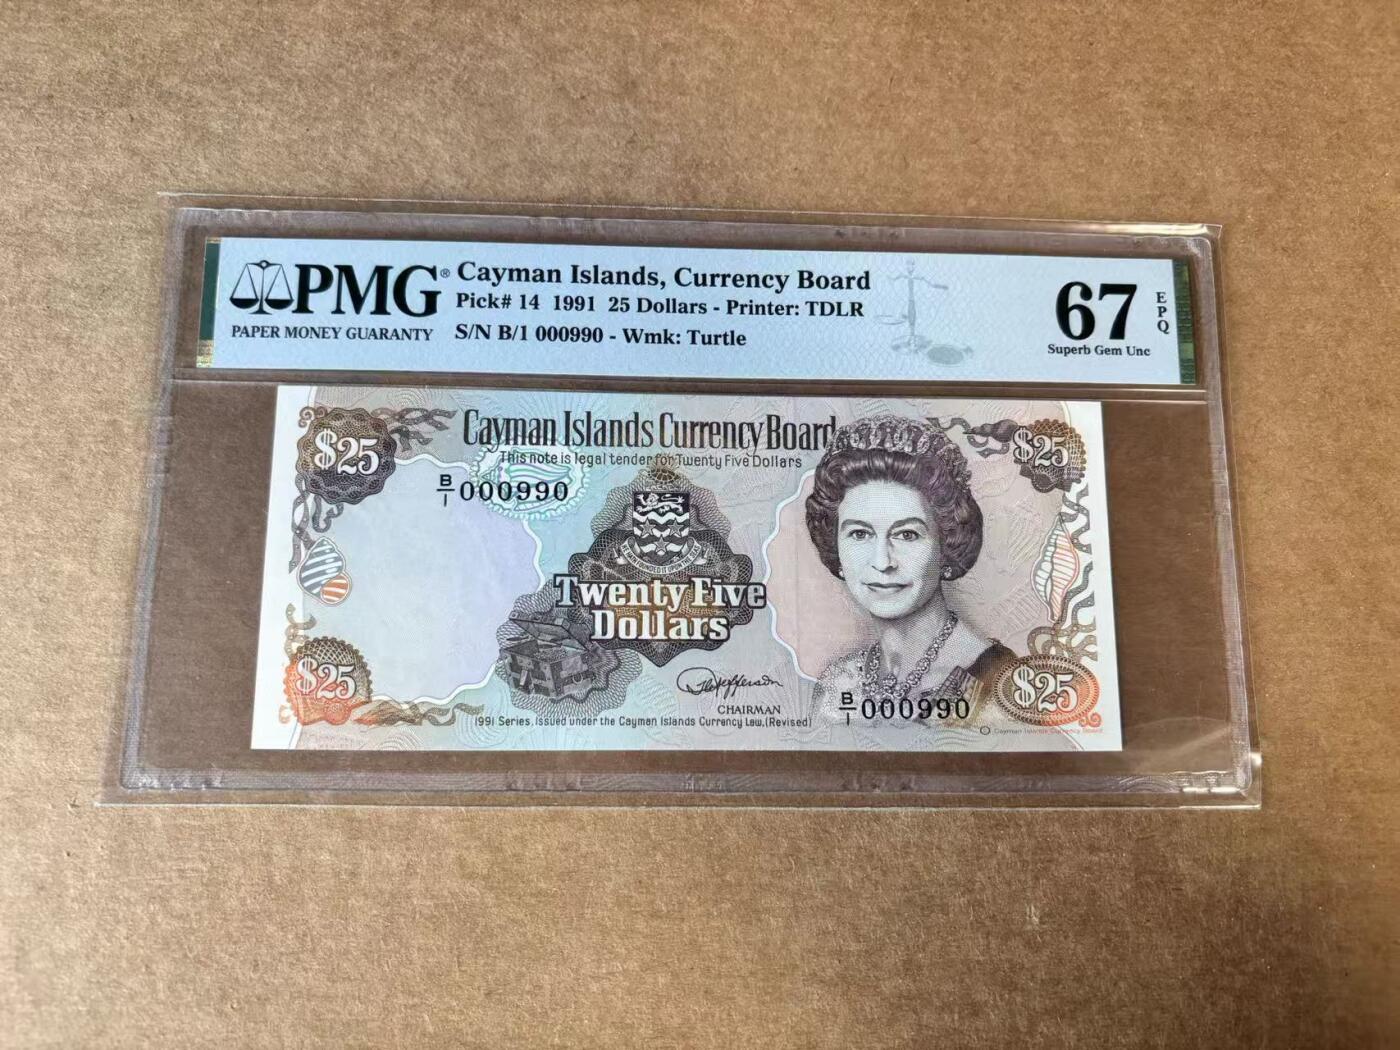 PMG®
PAPER MONEY GUARANTY
Cayman Islands, Currency Board
Pick# 14 1991 25 Dollars - Printer: TDLR
S/N B/1 000990 - Wmk: Turtle
67
EPQ
Superb Gem Unc
$25
Cayman Islands Currency Board
$25
This note is legal tender for Twenty Five Dollars
B/1 000990
Twenty Five
Dollars
$25
CHAIRMAN
B/1 000990
$25
1991 Series, Issued under the Cayman Islands Currency Law, (Revised)
© Cayman Islands Currency Board